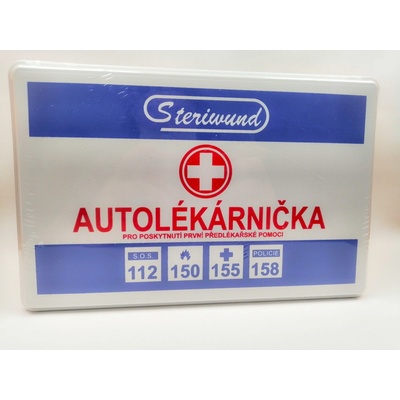 Steriwund
AUTOLÉKÁRNIČKA
PRO POSKYTNUTÍ PRVNÍ PŘEDLÉKAŘSKÉ POMOCI
S.O.S. POLICIE
112 150 155 158